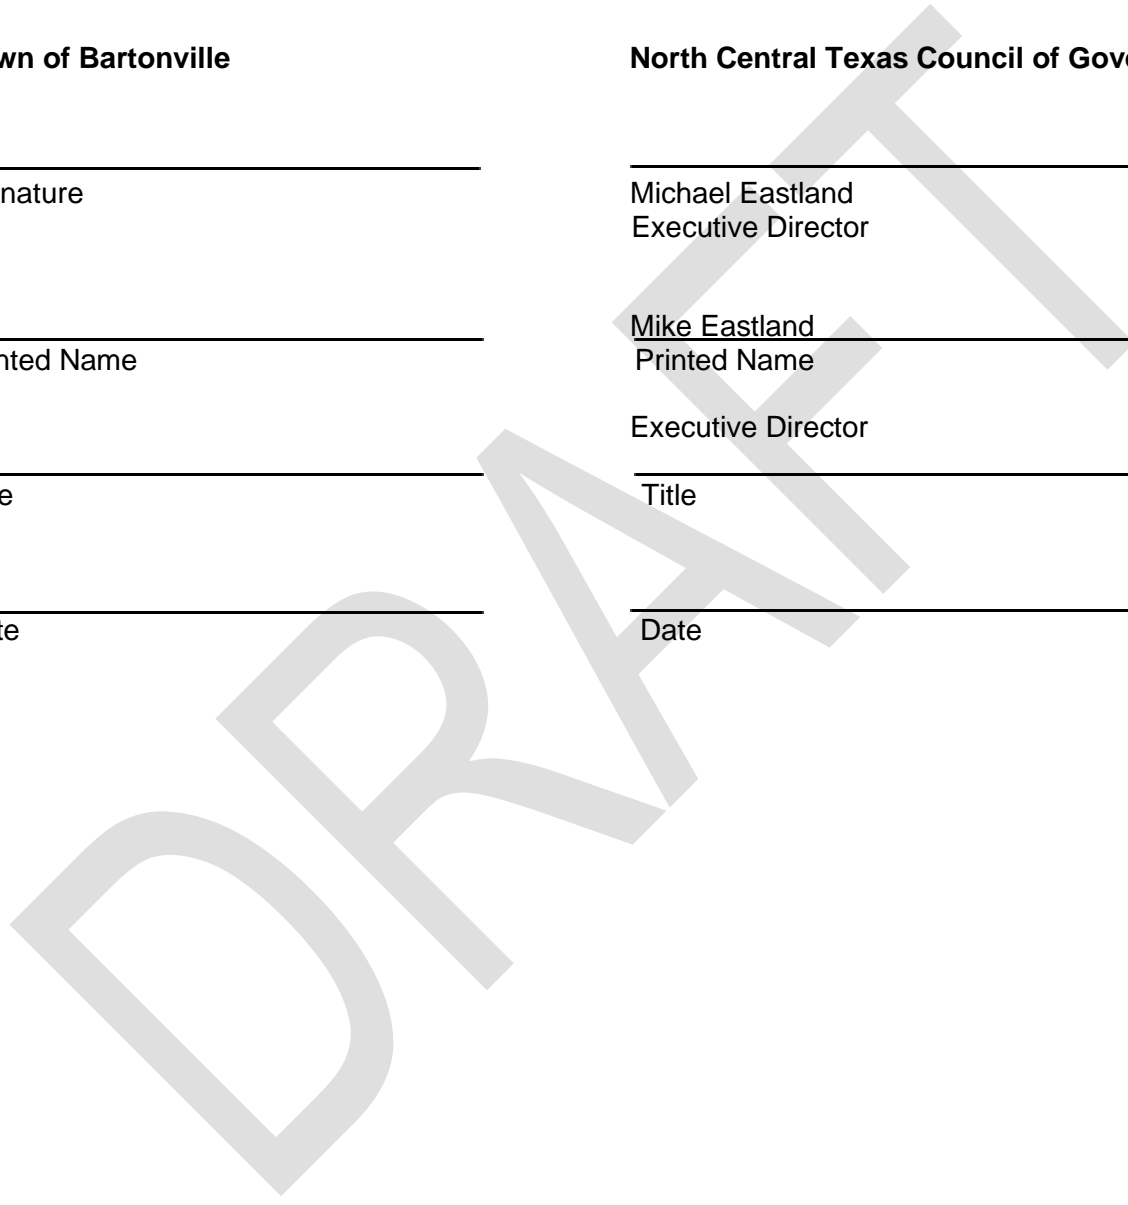 wn of Bartonville
North Central Texas Council of Gove
nature
Michael Eastland
Executive Director
Mike Eastland
nted Name
Printed Name
Executive Director
e
Title
te
Date
DRAFT